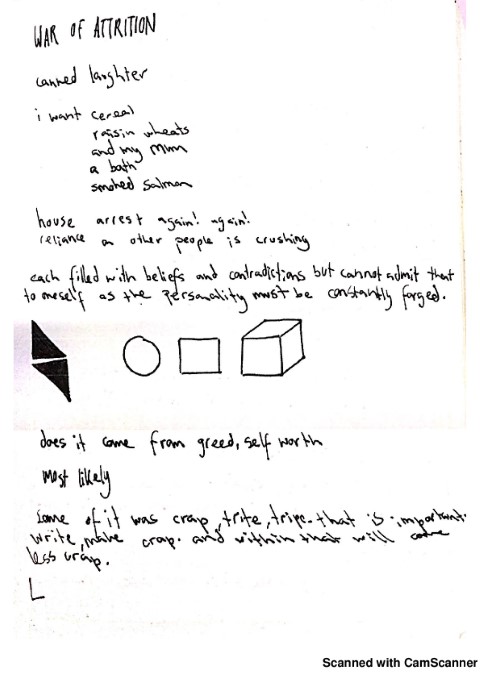 WAR OF ATTRITION
canned laughter
i want cereal
raisin wheats
and my mum
a bath
smoked salmon
house arrest again! again!
reliance on other people is crushing
each filled with beliefs and contradictions but cannot admit that
to meself as the personality must be constantly forged.
does it come from greed, self worth
most likely
some of it was crap, trite, tripe. that is important.
write, make crap. and within that will come
less crap.
L
Scanned with CamScanner